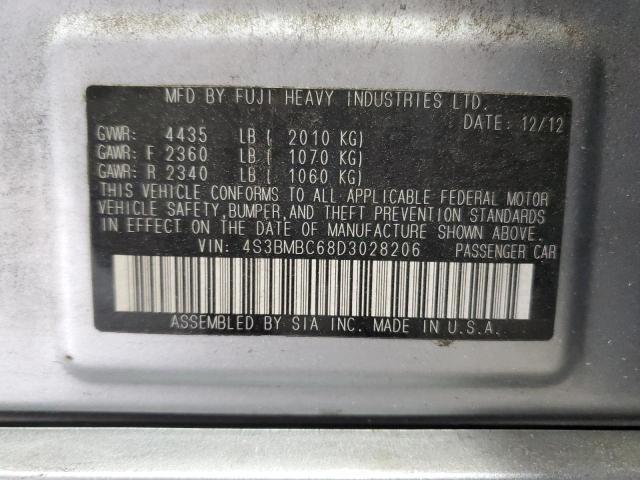 MFD BY FUJI HEAVY INDUSTRIES LTD.
DATE: 12/12
GVWR: 4435 LB ( 2010 KG)
GAWR: F 2360 LB ( 1070 KG)
GAWR: R 2340 LB ( 1060 KG)
THIS VEHICLE CONFORMS TO ALL APPLICABLE FEDERAL MOTOR
VEHICLE SAFETY, BUMPER, AND THEFT PREVENTION STANDARDS
IN EFFECT ON THE DATE OF MANUFACTURE SHOWN ABOVE.
VIN: 4S3BMBC68D3028206 PASSENGER CAR
ASSEMBLED BY SIA INC. MADE IN U.S.A.